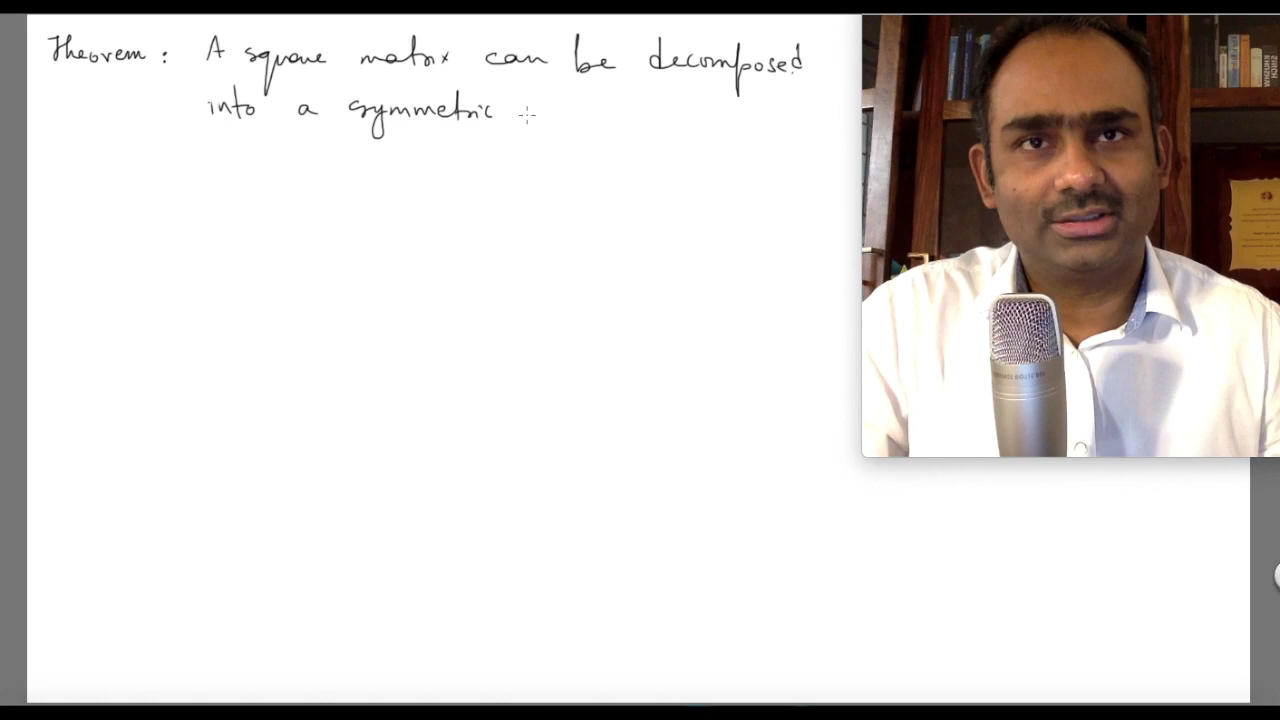 Theorem: A square matrix can be decomposed
into a symmetric